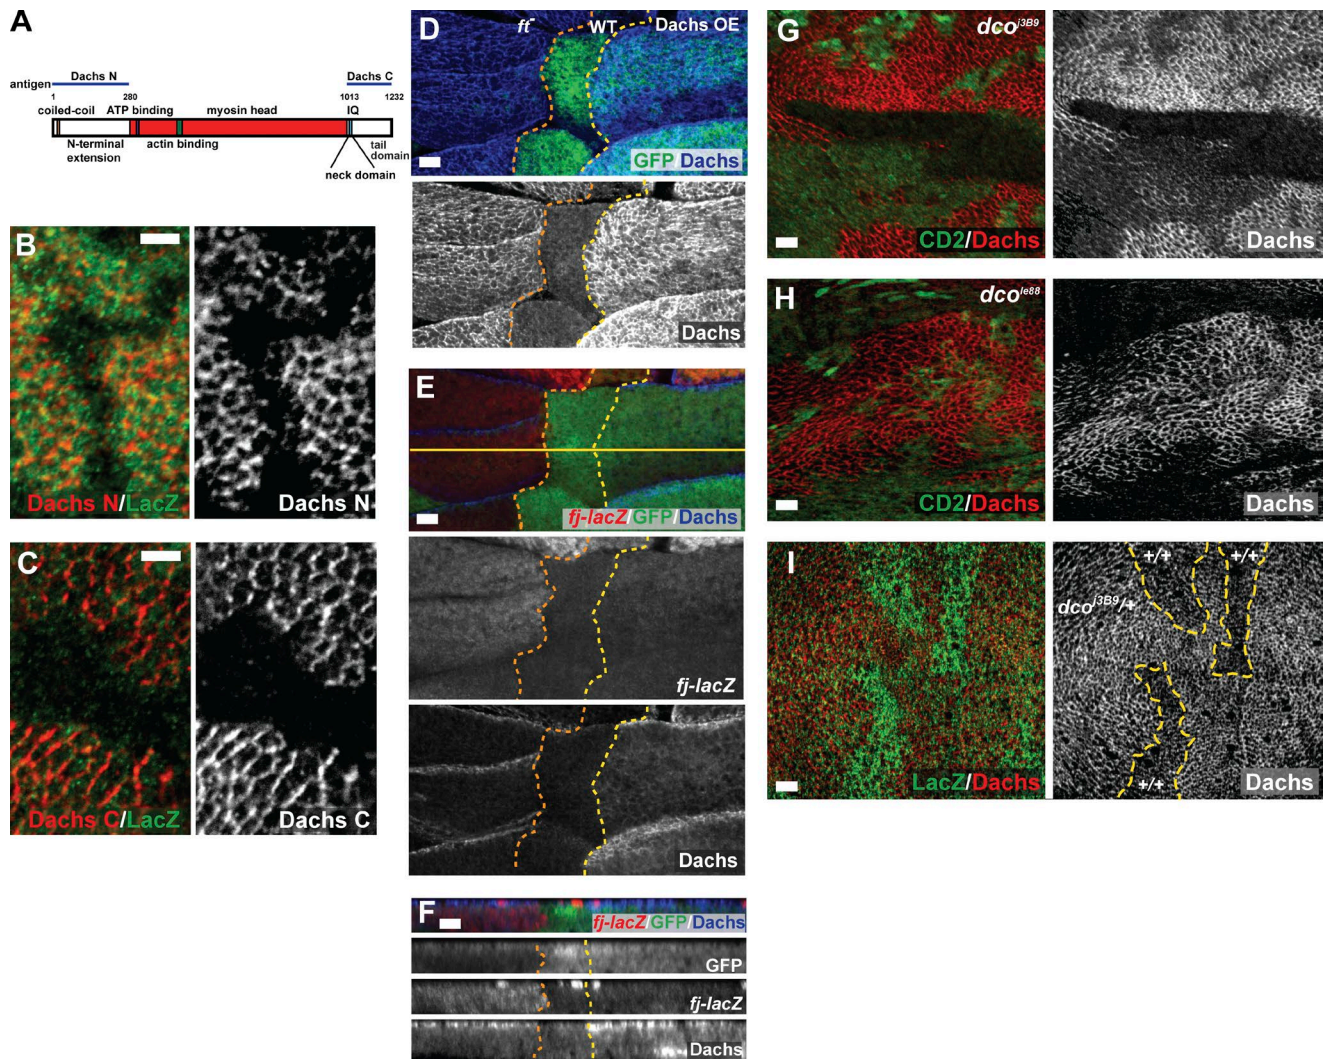 A
Dachs N
Dachs C
antigen
1
280
1013
1232
coiled-coil
ATP binding
myosin head
IQ
N-terminal
extension
actin binding
tail
domain
neck domain
B
Dachs N/LacZ
Dachs N
C
Dachs C/LacZ
Dachs C
D
ft-
WT
Dachs OE
GFP/Dachs
Dachs
E
fj-lacZ/GFP/Dachs
fj-lacZ
Dachs
F
fj-lacZ/GFP/Dachs
GFP
fj-lacZ
Dachs
G
dco j3B9
CD2/Dachs
Dachs
H
dco le88
CD2/Dachs
Dachs
I
LacZ/Dachs
+/+
+/+
dco j3B9/+
+/+
Dachs